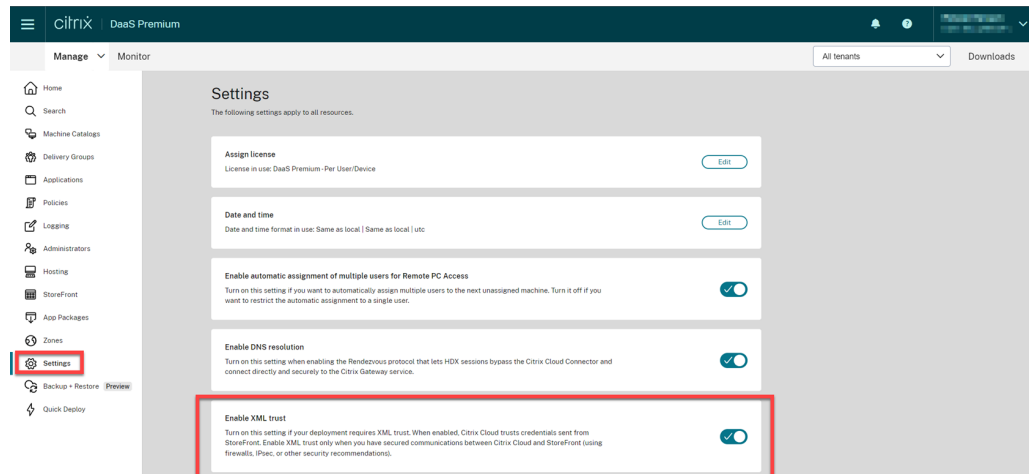 citrix DaaS Premium
Manage Monitor All tenants Downloads
Home
Search
Machine Catalogs
Delivery Groups
Applications
Policies
Logging
Administrators
Hosting
StoreFront
App Packages
Zones
Settings
Backup + Restore Preview
Quick Deploy
Settings
The following settings apply to all resources.
Assign license
License in use: DaaS Premium - Per User/Device
Edit
Date and time
Date and time format in use: Same as local | Same as local | utc
Edit
Enable automatic assignment of multiple users for Remote PC Access
Turn on this setting if you want to automatically assign multiple users to the next unassigned machine. Turn it off if you
want to restrict the automatic assignment to a single user.
Enable DNS resolution
Turn on this setting when enabling the Rendezvous protocol that lets HDX sessions bypass the Citrix Cloud Connector and
connect directly and securely to the Citrix Gateway service.
Enable XML trust
Turn on this setting if your deployment requires XML trust. When enabled, Citrix Cloud trusts credentials sent from
StoreFront. Enable XML trust only when you have secured communications between Citrix Cloud and StoreFront (using
firewalls, IPsec, or other security recommendations).